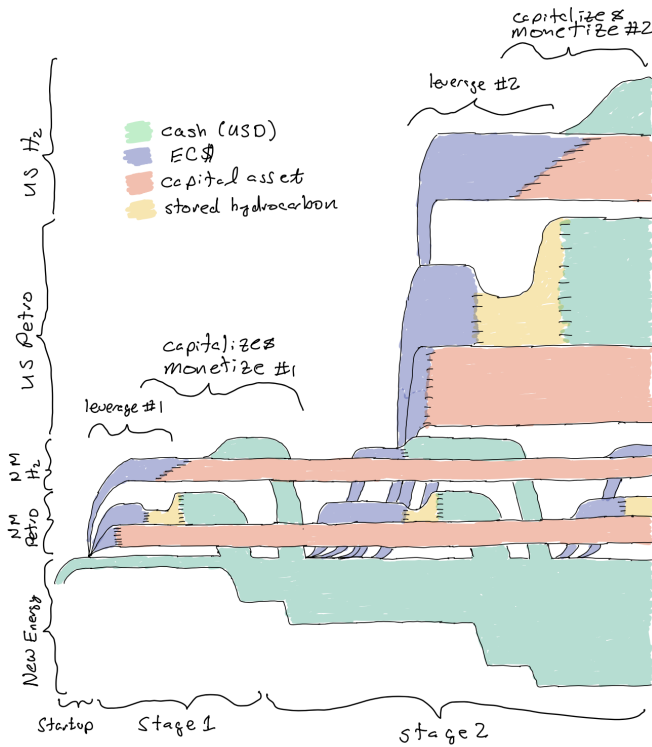 capitalize $
monetize #2
leverage #2
cash (USD)
EC$
capital asset
stored hydrocarbon
US H2
US Petro
capitalize $
monetize #1
leverage #1
NM
H2
NM
Petro
New Energy
Startup
Stage 1
Stage 2